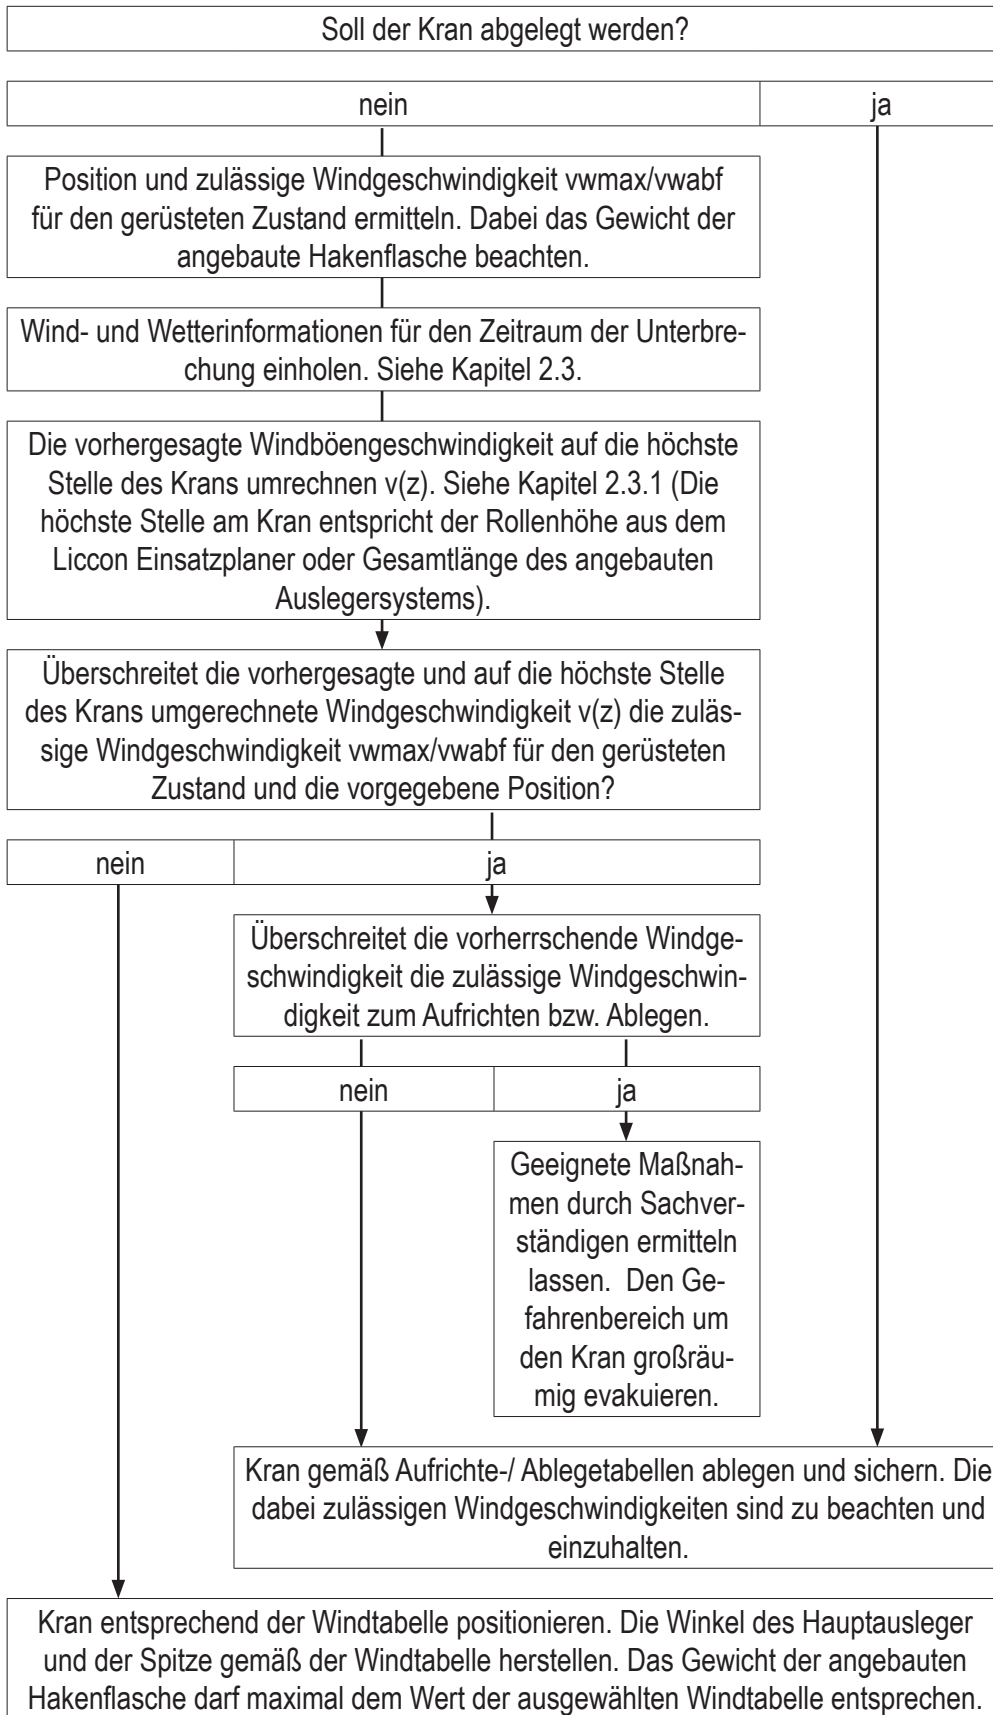 Soll der Kran abgelegt werden?
nein
ja
Position und zulässige Windgeschwindigkeit vwmax/vwabf
für den gerüsteten Zustand ermitteln. Dabei das Gewicht der
angebaute Hakenflasche beachten.
Wind- und Wetterinformationen für den Zeitraum der Unterbre-
chung einholen. Siehe Kapitel 2.3.
Die vorhergesagte Windböengeschwindigkeit auf die höchste
Stelle des Krans umrechnen v(z). Siehe Kapitel 2.3.1 (Die
höchste Stelle am Kran entspricht der Rollenhöhe aus dem
Liccon Einsatzplaner oder Gesamtlänge des angebauten
Auslegersystems).
Überschreitet die vorhergesagte und auf die höchste Stelle
des Krans umgerechnete Windgeschwindigkeit v(z) die zuläs-
sige Windgeschwindigkeit vwmax/vwabf für den gerüsteten
Zustand und die vorgegebene Position?
nein
ja
Überschreitet die vorherrschende Windge-
schwindigkeit die zulässige Windgeschwin-
digkeit zum Aufrichten bzw. Ablegen.
nein
ja
Geeignete Maßnah-
men durch Sachver-
ständigen ermitteln
lassen. Den Ge-
fahrenbereich um
den Kran großräu-
mig evakuieren.
Kran gemäß Aufrichte-/ Ablegetabellen ablegen und sichern. Die
dabei zulässigen Windgeschwindigkeiten sind zu beachten und
einzuhalten.
Kran entsprechend der Windtabelle positionieren. Die Winkel des Hauptausleger
und der Spitze gemäß der Windtabelle herstellen. Das Gewicht der angebauten
Hakenflasche darf maximal dem Wert der ausgewählten Windtabelle entsprechen.